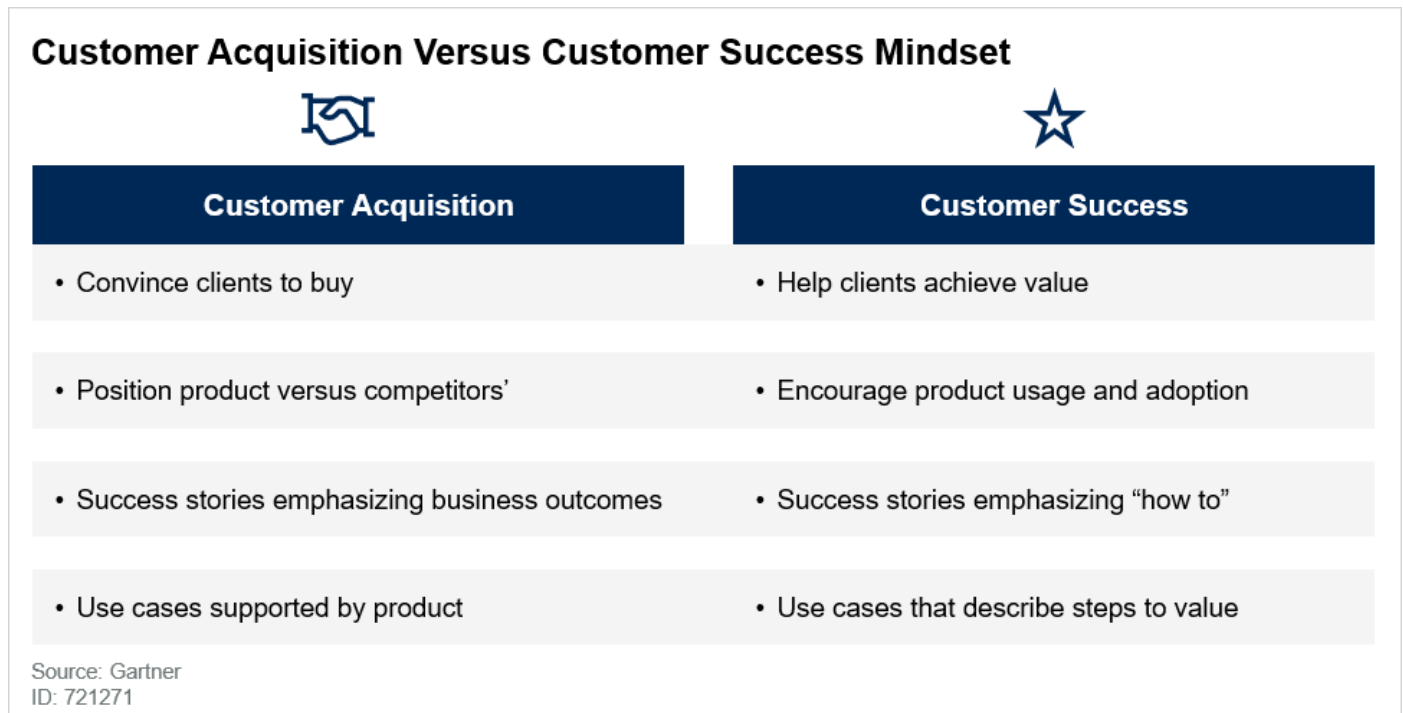 Customer Acquisition Versus Customer Success Mindset
Customer Acquisition
Customer Success
• Convince clients to buy
• Help clients achieve value
• Position product versus competitors’
• Encourage product usage and adoption
• Success stories emphasizing business outcomes
• Success stories emphasizing “how to”
• Use cases supported by product
• Use cases that describe steps to value
Source: Gartner
ID: 721271